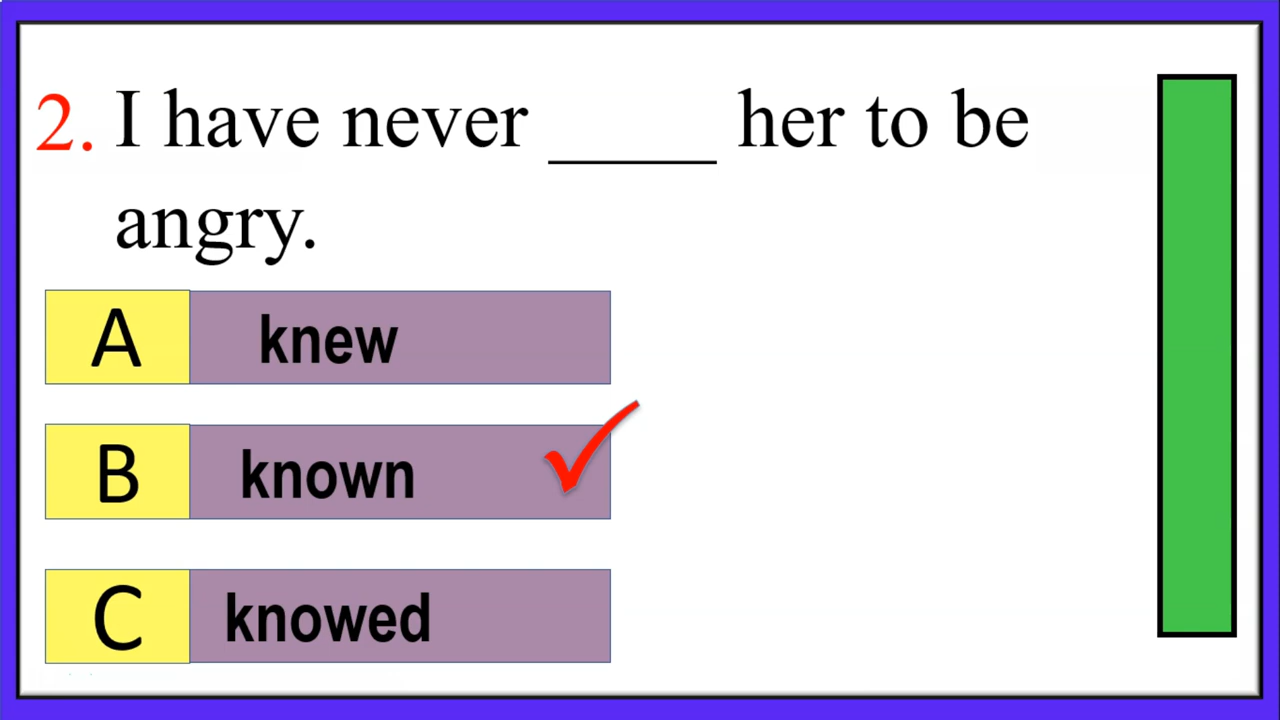 2. I have never _____ her to be
angry.
A knew
B known
C knowed